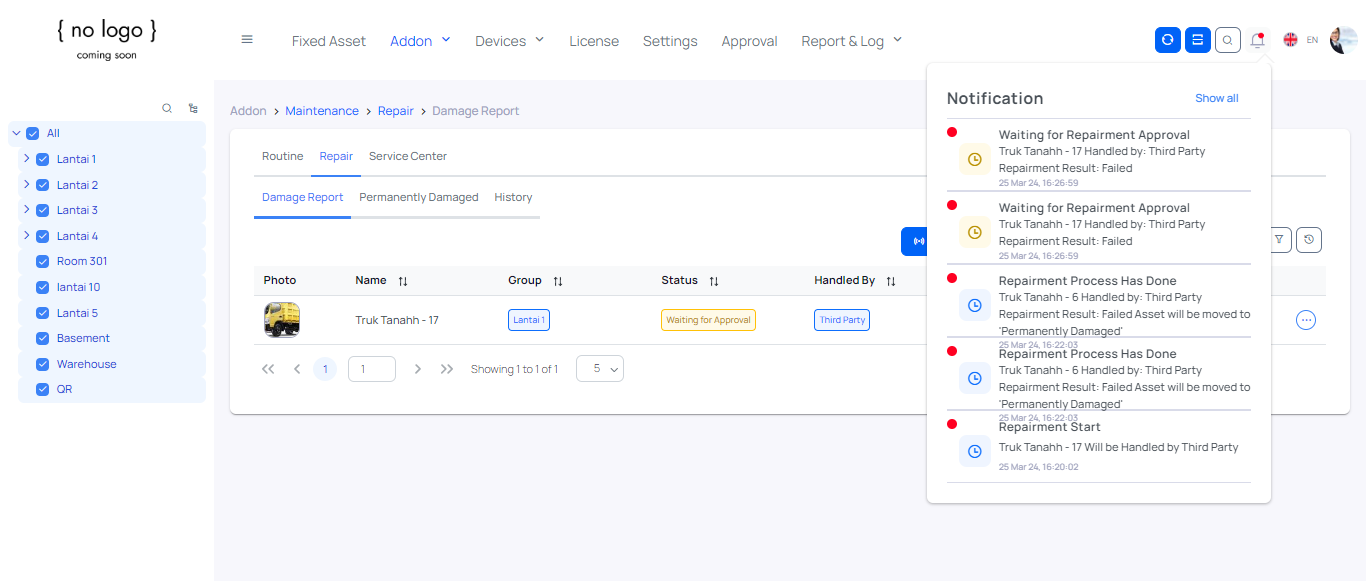 { no logo }
coming soon
Fixed Asset
Addon
Devices
License
Settings
Approval
Report & Log
EN
All
Lantai 1
Lantai 2
Lantai 3
Lantai 4
Room 301
lantai 10
Lantai 5
Basement
Warehouse
QR
Addon > Maintenance > Repair > Damage Report
Routine
Repair
Service Center
Damage Report
Permanently Damaged
History
Photo
Name
Group
Status
Handled By
Truk Tanahh - 17
Lantai 1
Waiting for Approval
Third Party
1
1
Showing 1 to 1 of 1
5
Notification
Show all
Waiting for Repairment Approval
Truk Tanahh - 17 Handled by: Third Party
Repairment Result: Failed
25 Mar 24, 16:26:59
Waiting for Repairment Approval
Truk Tanahh - 17 Handled by: Third Party
Repairment Result: Failed
25 Mar 24, 16:26:59
Repairment Process Has Done
Truk Tanahh - 6 Handled by: Third Party
Repairment Result: Failed Asset will be moved to
'Permanently Damaged'
25 Mar 24, 16:22:03
Repairment Process Has Done
Truk Tanahh - 6 Handled by: Third Party
Repairment Result: Failed Asset will be moved to
'Permanently Damaged'
25 Mar 24, 16:22:03
Repairment Start
Truk Tanahh - 17 Will be Handled by Third Party
25 Mar 24, 16:20:02